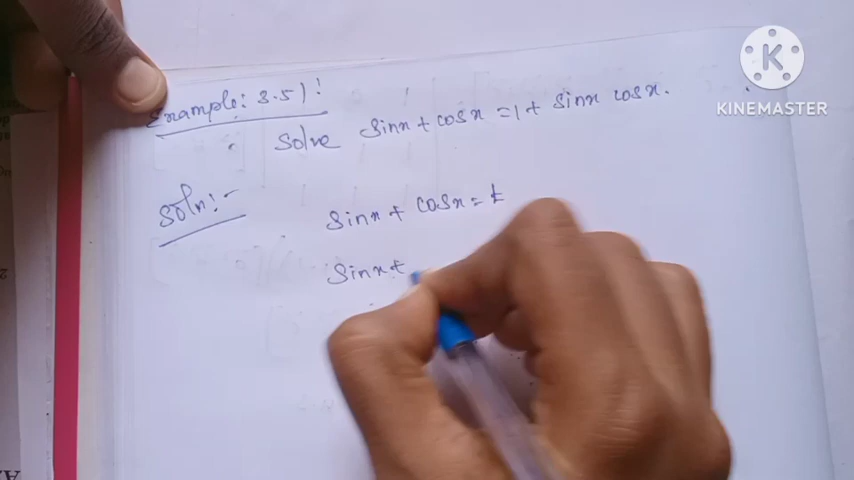 Example: 3.51!
Solve sinx + cosx = 1 + sinx cosx.
Soln:-
sinx + cosx = t
sinx +
KINEMASTER